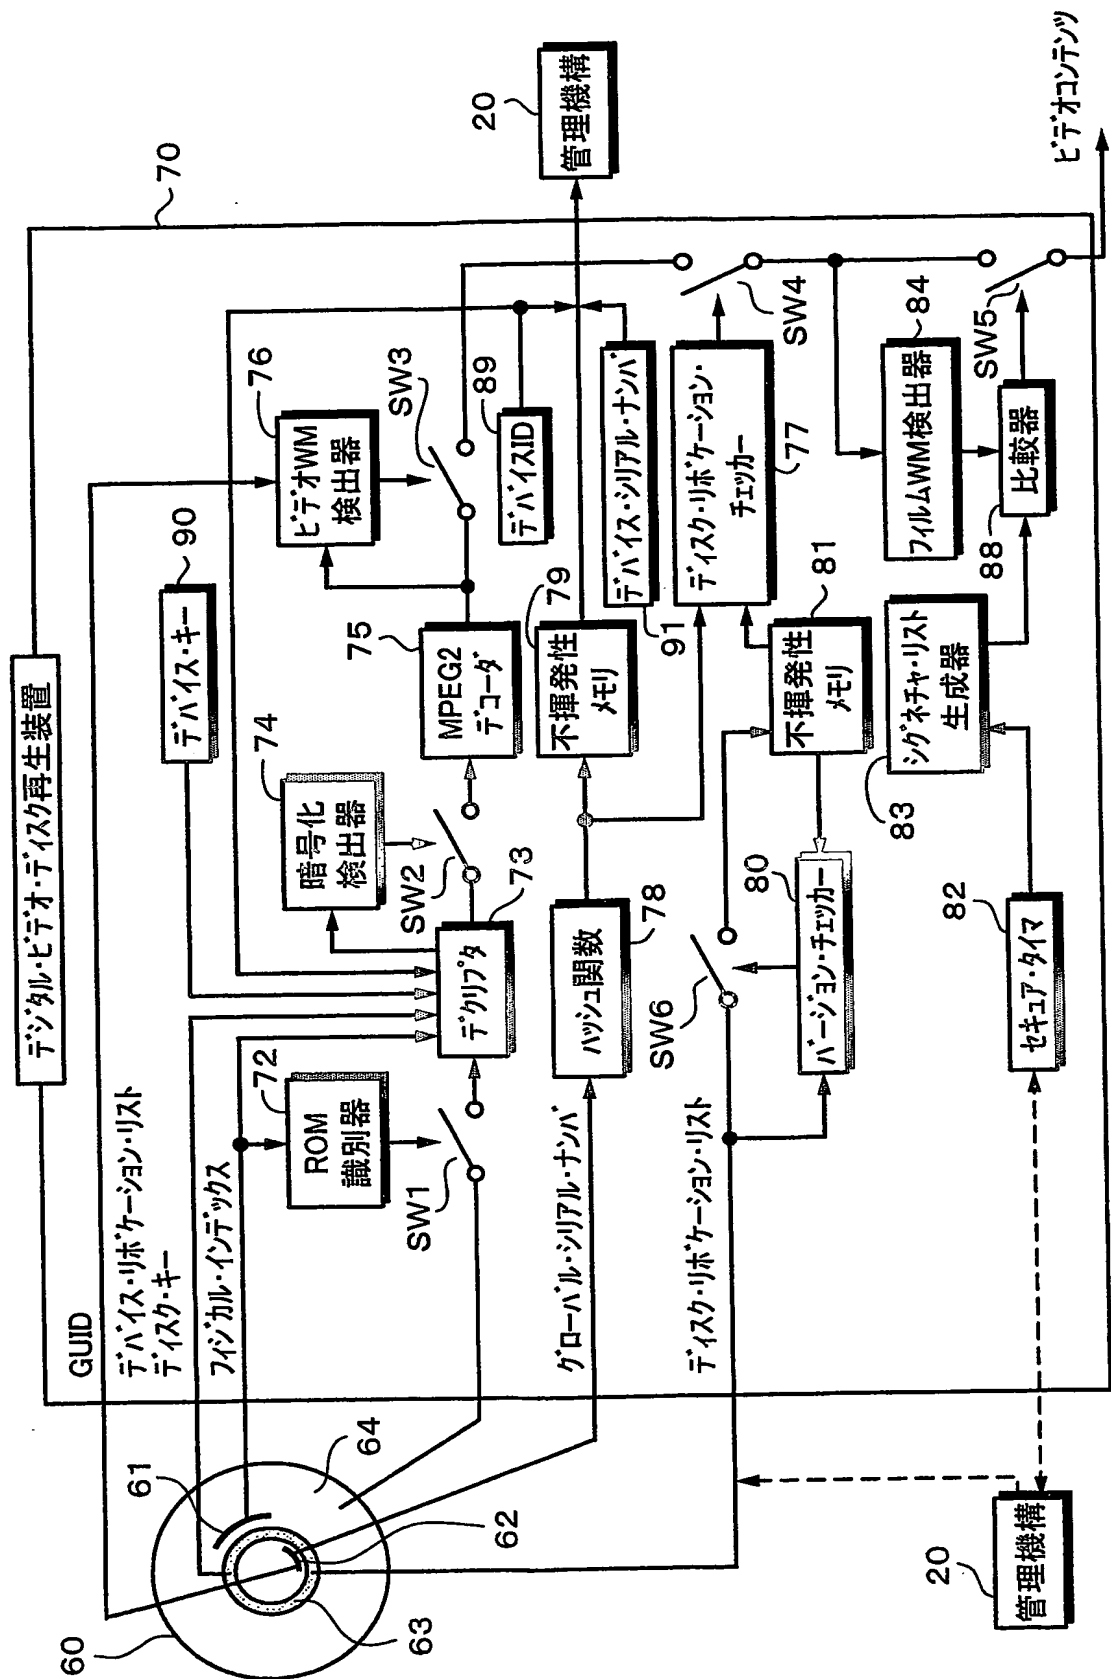 デジタル・ビデオ・ディスク再生装置
70
GUID
デバイス・リボケーション・リスト
ディスク・キー
フィジカル・インデックス
グローバル・シリアル・ナンバ
ディスク・リボケーション・リスト
60
61
62
63
64
72
ROM
識別器
SW1
73
デクリプタ
74
暗号化
検出器
SW2
90
デバイス・キー
75
MPEG2
デコーダ
76
ビデオWM
検出器
SW3
89
デバイスID
78
ハッシュ関数
79
不揮発性
メモリ
91
デバイス・シリアル・ナンバ
20
管理機構
77
ディスク・リボケーション・
チェッカー
SW4
SW6
80
バージョン・チェッカー
81
不揮発性
メモリ
82
セキュア・タイマ
83
シグネチャ・リスト
生成器
84
フィルムWM検出器
88
比較器
SW5
ビデオコンテンツ
20
管理機構